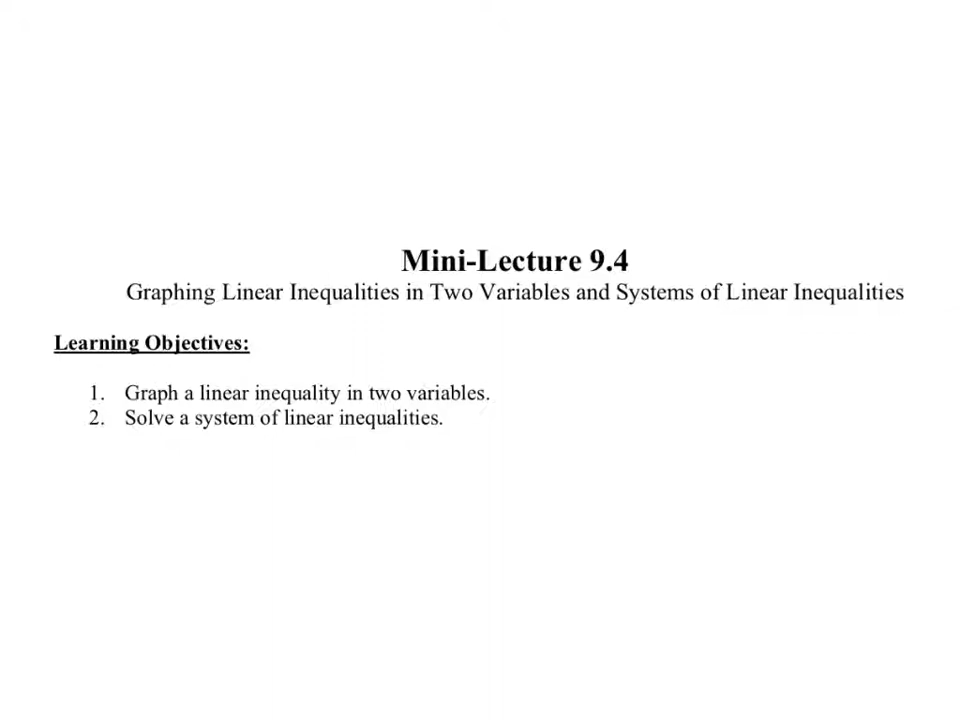 Mini-Lecture 9.4
Graphing Linear Inequalities in Two Variables and Systems of Linear Inequalities
Learning Objectives:
1. Graph a linear inequality in two variables.
2. Solve a system of linear inequalities.